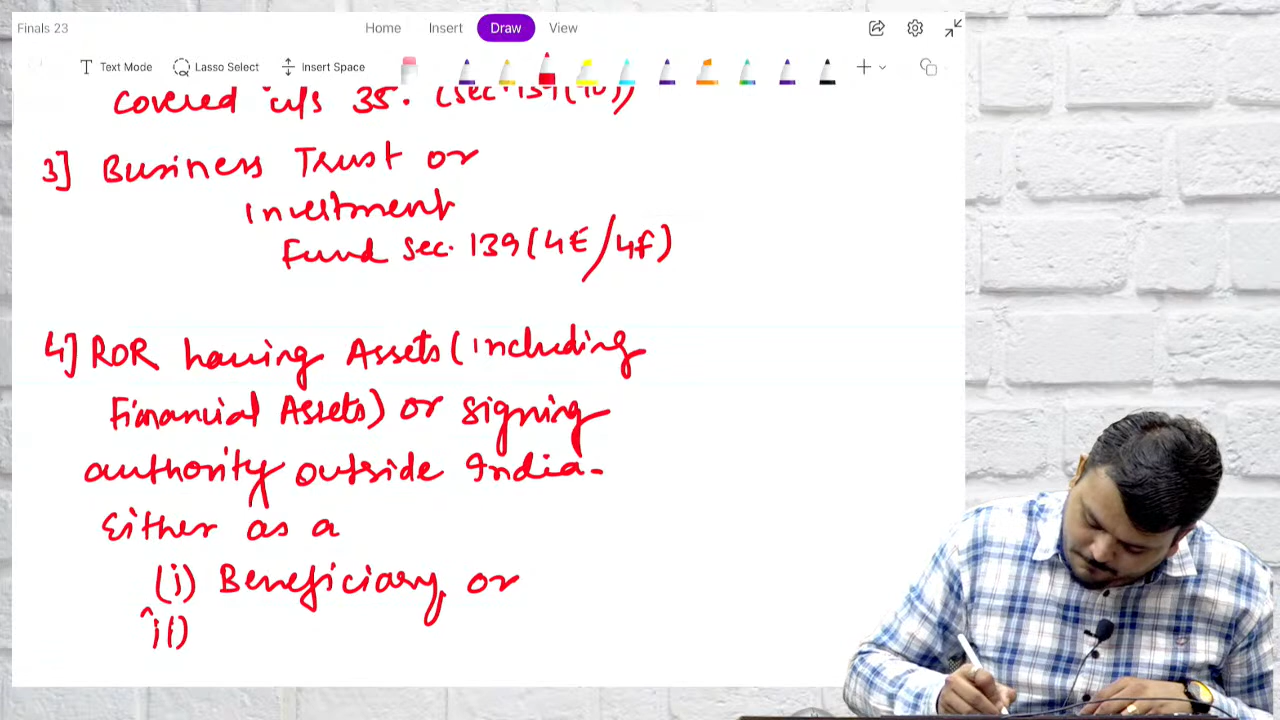 Finals 23
Home Insert Draw View
Text Mode Lasso Select Insert Space
Covered u/s 35. (Sec. 139(
3] Business Trust or
Investment
Fund Sec. 139(4E/4F)
4] ROR having Assets (including
Financial Assets) or signing
authority outside India.
Either as a
(i) Beneficiary or
ii)